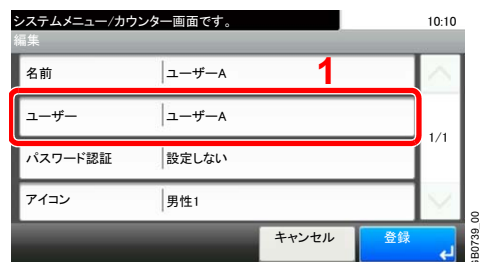 システムメニュー/カウンター画面です。 10:10
編集
名前 ユーザーA 1
ユーザー ユーザーA
1/1
パスワード認証 設定しない
アイコン 男性1
キャンセル 登録
GB0739_00